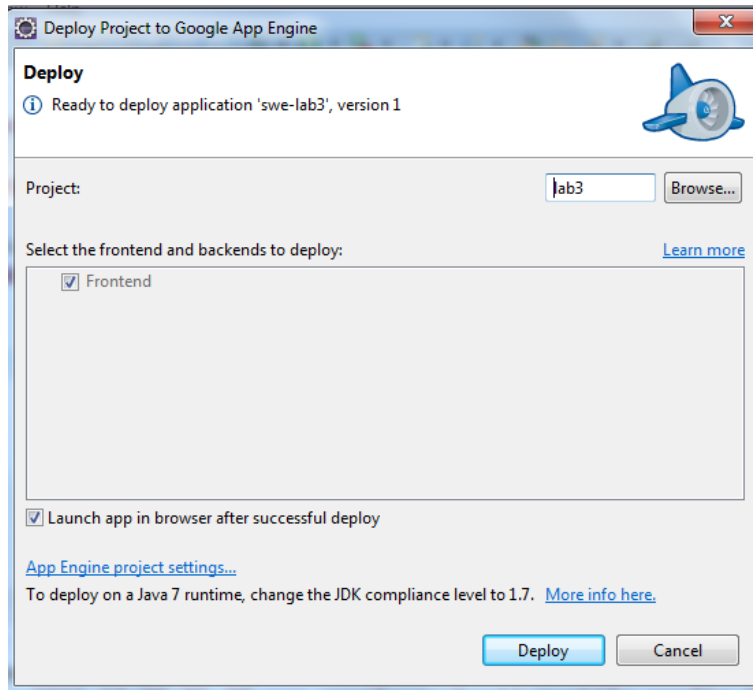 Deploy Project to Google App Engine
Deploy
Ready to deploy application 'swe-lab3', version 1
Project:
lab3
Browse...
Select the frontend and backends to deploy:
Learn more
Frontend
Launch app in browser after successful deploy
App Engine project settings...
To deploy on a Java 7 runtime, change the JDK compliance level to 1.7. More info here.
Deploy
Cancel